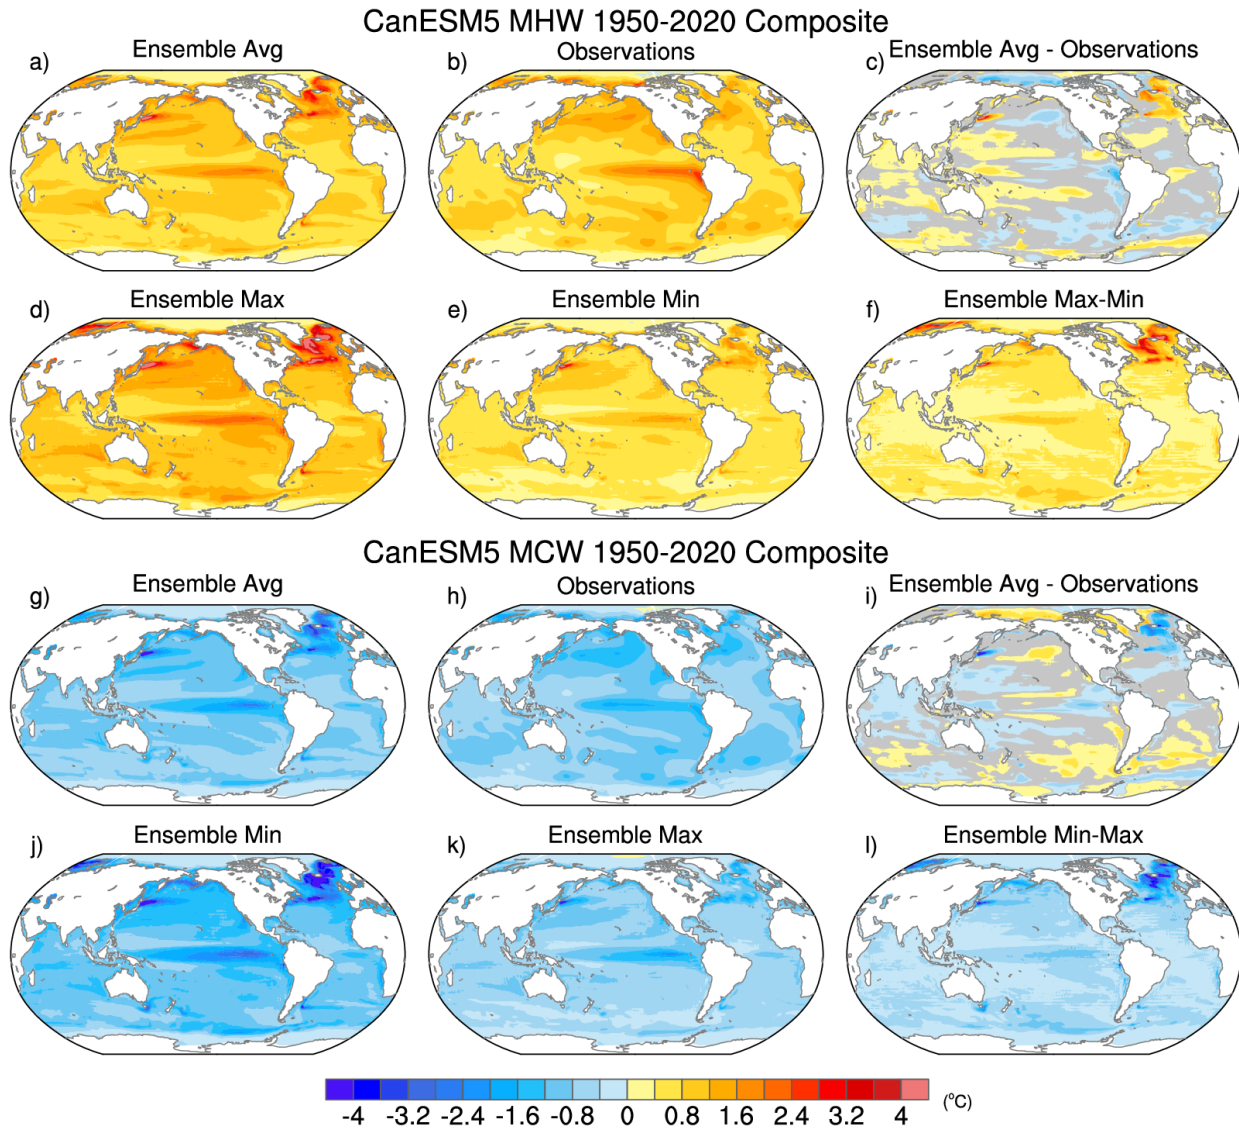 CanESM5 MHW 1950-2020 Composite
a) Ensemble Avg
b) Observations
c) Ensemble Avg - Observations
d) Ensemble Max
e) Ensemble Min
f) Ensemble Max-Min
CanESM5 MCW 1950-2020 Composite
g) Ensemble Avg
h) Observations
i) Ensemble Avg - Observations
j) Ensemble Min
k) Ensemble Max
l) Ensemble Min-Max
-4 -3.2 -2.4 -1.6 -0.8 0 0.8 1.6 2.4 3.2 4 (°C)